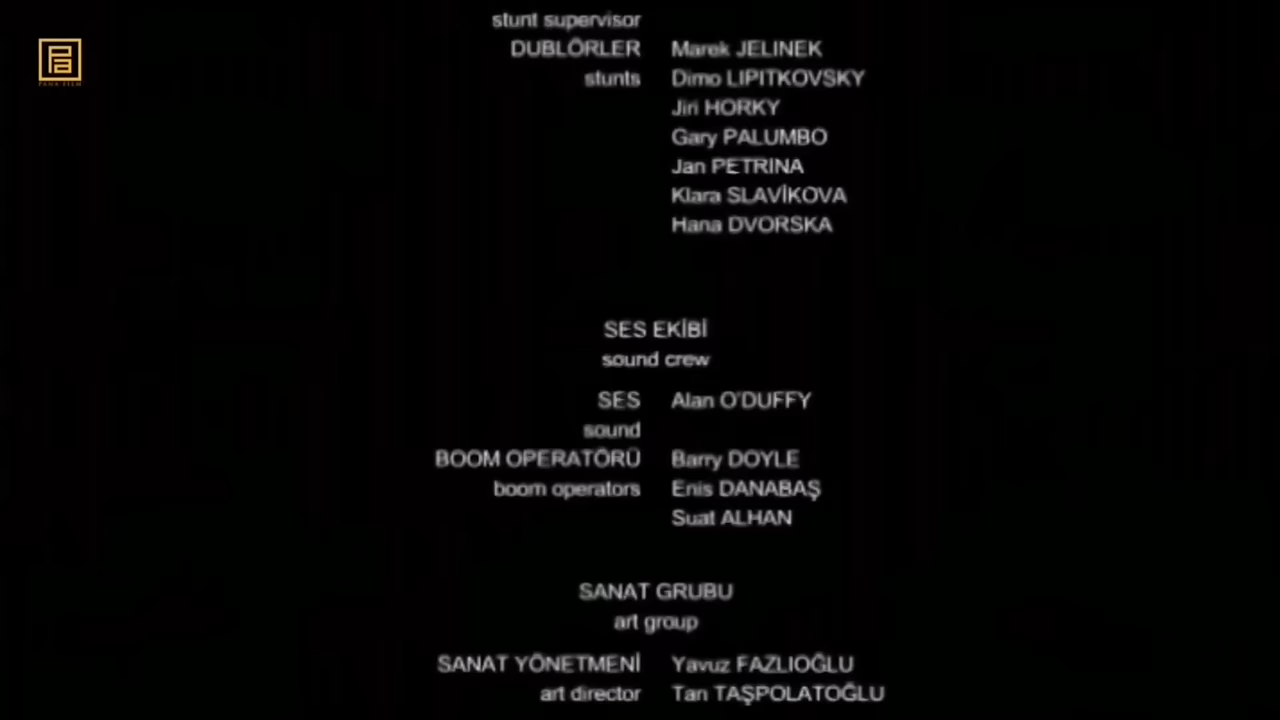 stunt supervisor
DUBLÖRLER Marek JELINEK
stunts Dimo LIPITKOVSKY
Jiri HORKY
Gary PALUMBO
Jan PETRINA
Klara SLAVİKOVA
Hana DVORSKA
SES EKİBİ
sound crew
SES Alan O'DUFFY
sound
BOOM OPERATÖRÜ Barry DOYLE
boom operators Enis DANABAŞ
Suat ALHAN
SANAT GRUBU
art group
SANAT YÖNETMENİ Yavuz FAZLIOĞLU
art director Tan TAŞPOLATOĞLU
PANA FILM